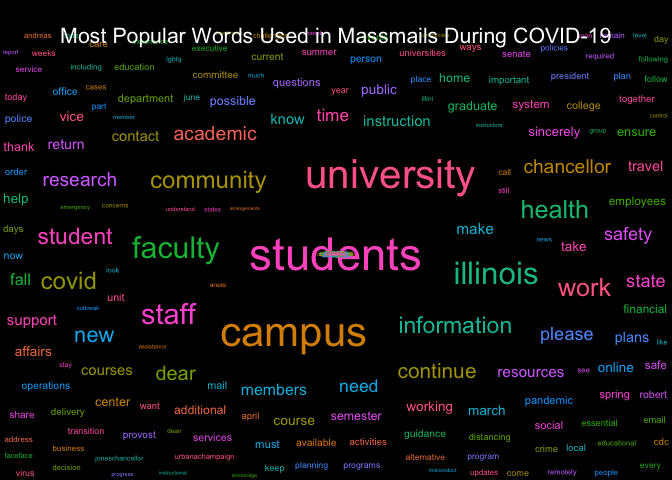 Most Popular Words Used in Massmails During COVID-19
andreas
care
executive
current
summer
person
universities
ways
senate
policies
required
level
day
report
weeks
service
including
education
lgbtq
committee
much
questions
year
public
place
home
important
president
plan
following
follow
today
office
cases
part
department
june
possible
illini
graduate
system
college
together
control
police
vice
member
contact
academic
know
time
instruction
instructors
sincerely
group
ensure
thank
return
order
research
community
university
call
still
chancellor
travel
help
emergency
concerns
understand
states
arrangements
health
employees
days
student
faculty
students
make
news
take
safety
now
look
fall
covid
unit
areas
illinois
work
state
support
outbreak
new
staff
campus
information
please
plans
financial
like
affairs
assistance
stay
courses
dear
continue
resources
see
online
safe
operations
mail
members
need
pandemic
spring
robert
share
delivery
center
want
additional
april
course
semester
working
march
social
essential
email
address
transition
provost
dean
services
must
available
activities
guidance
distancing
crime
local
educational
cdc
faceface
business
decision
joneschancellor
urbanachampaign
keep
planning
programs
alternative
program
virus
progress
instructional
encourage
misconduct
updates
come
remotely
people
every